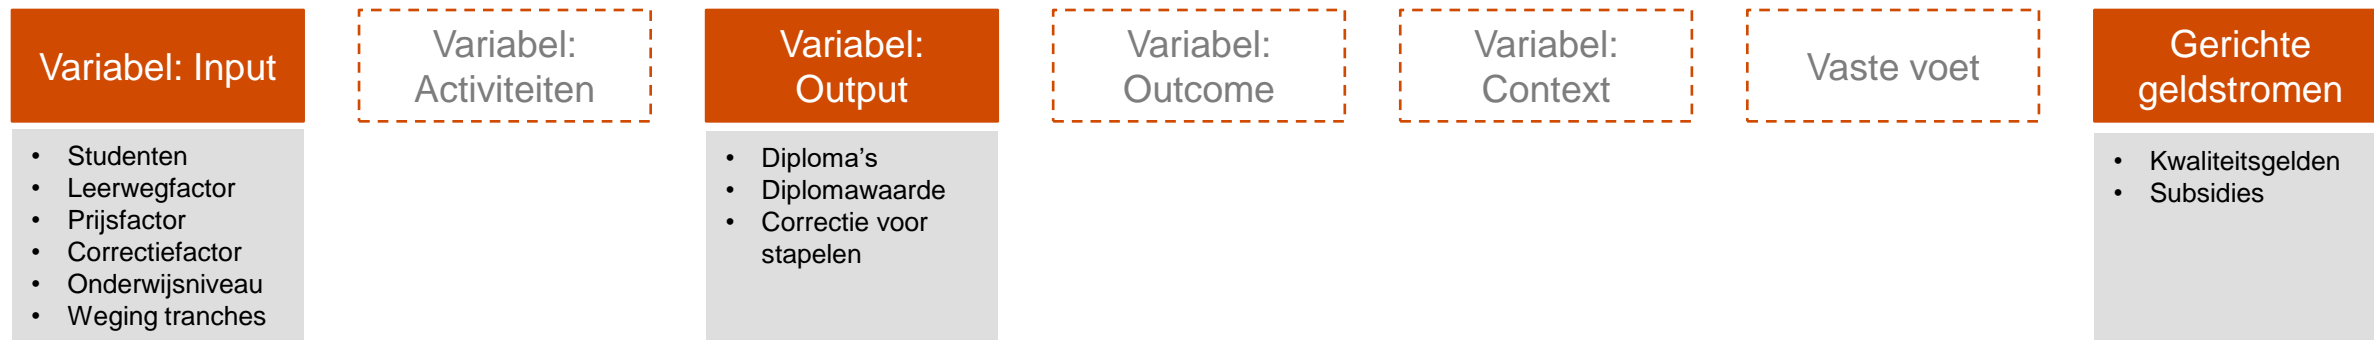 Variabel: Input
• Studenten
• Leerwegfactor
• Prijsfactor
• Correctiefactor
• Onderwijsniveau
• Weging tranches
Variabel:
Activiteiten
Variabel:
Output
• Diploma’s
• Diplomawaarde
• Correctie voor
stapelen
Variabel:
Outcome
Variabel:
Context
Vaste voet
Gerichte
geldstromen
• Kwaliteitsgelden
• Subsidies